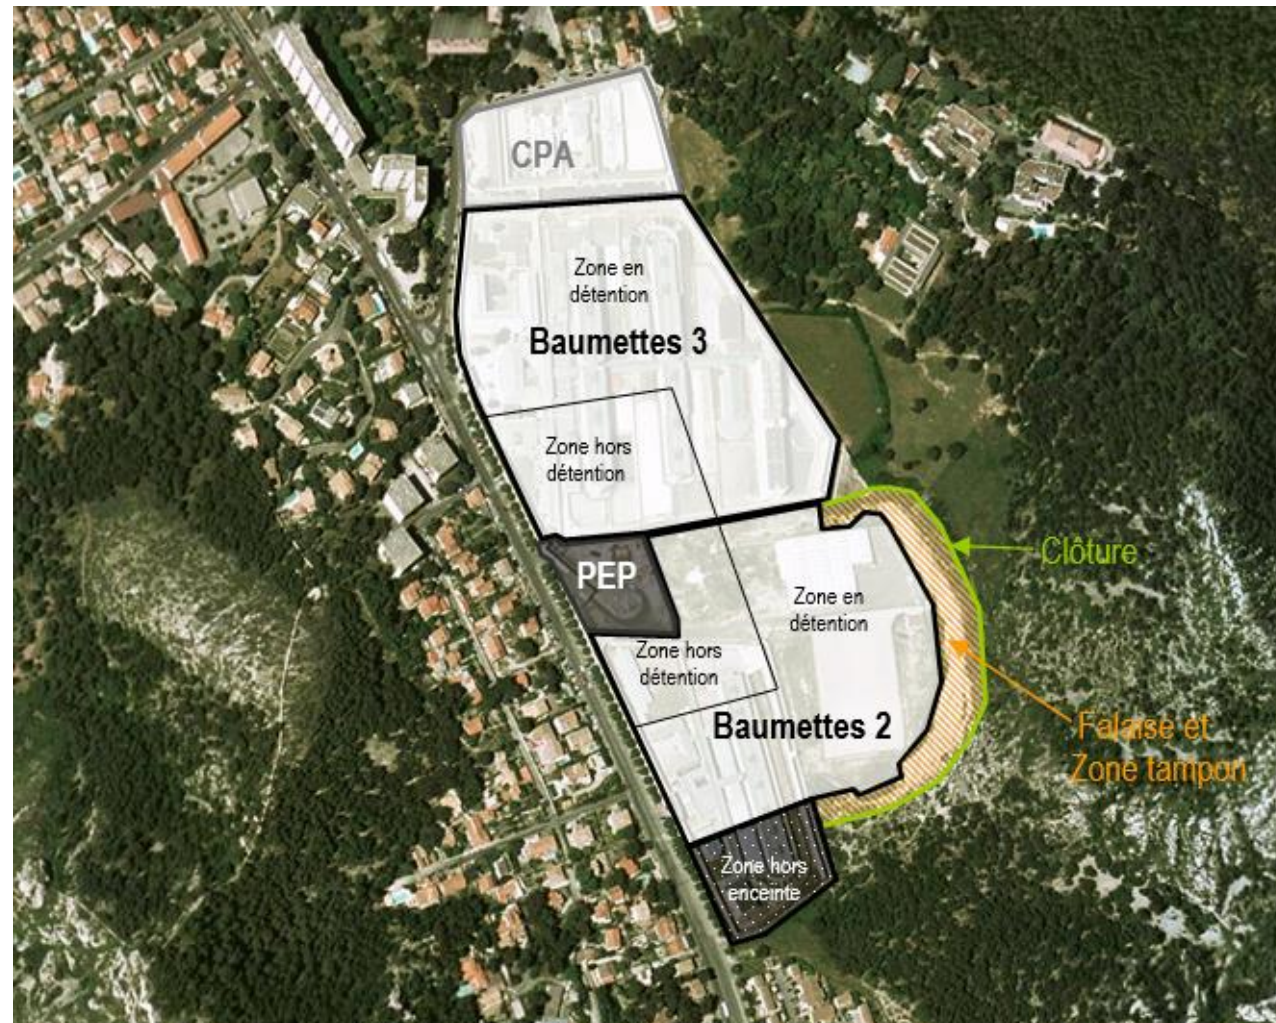 CPA
Zone en
détention
Baumettes 3
Zone hors
détention
Clôture
PEP
Zone en
détention
Zone hors
détention
Baumettes 2
Falaise et
Zone tampon
Zone hors
enceinte